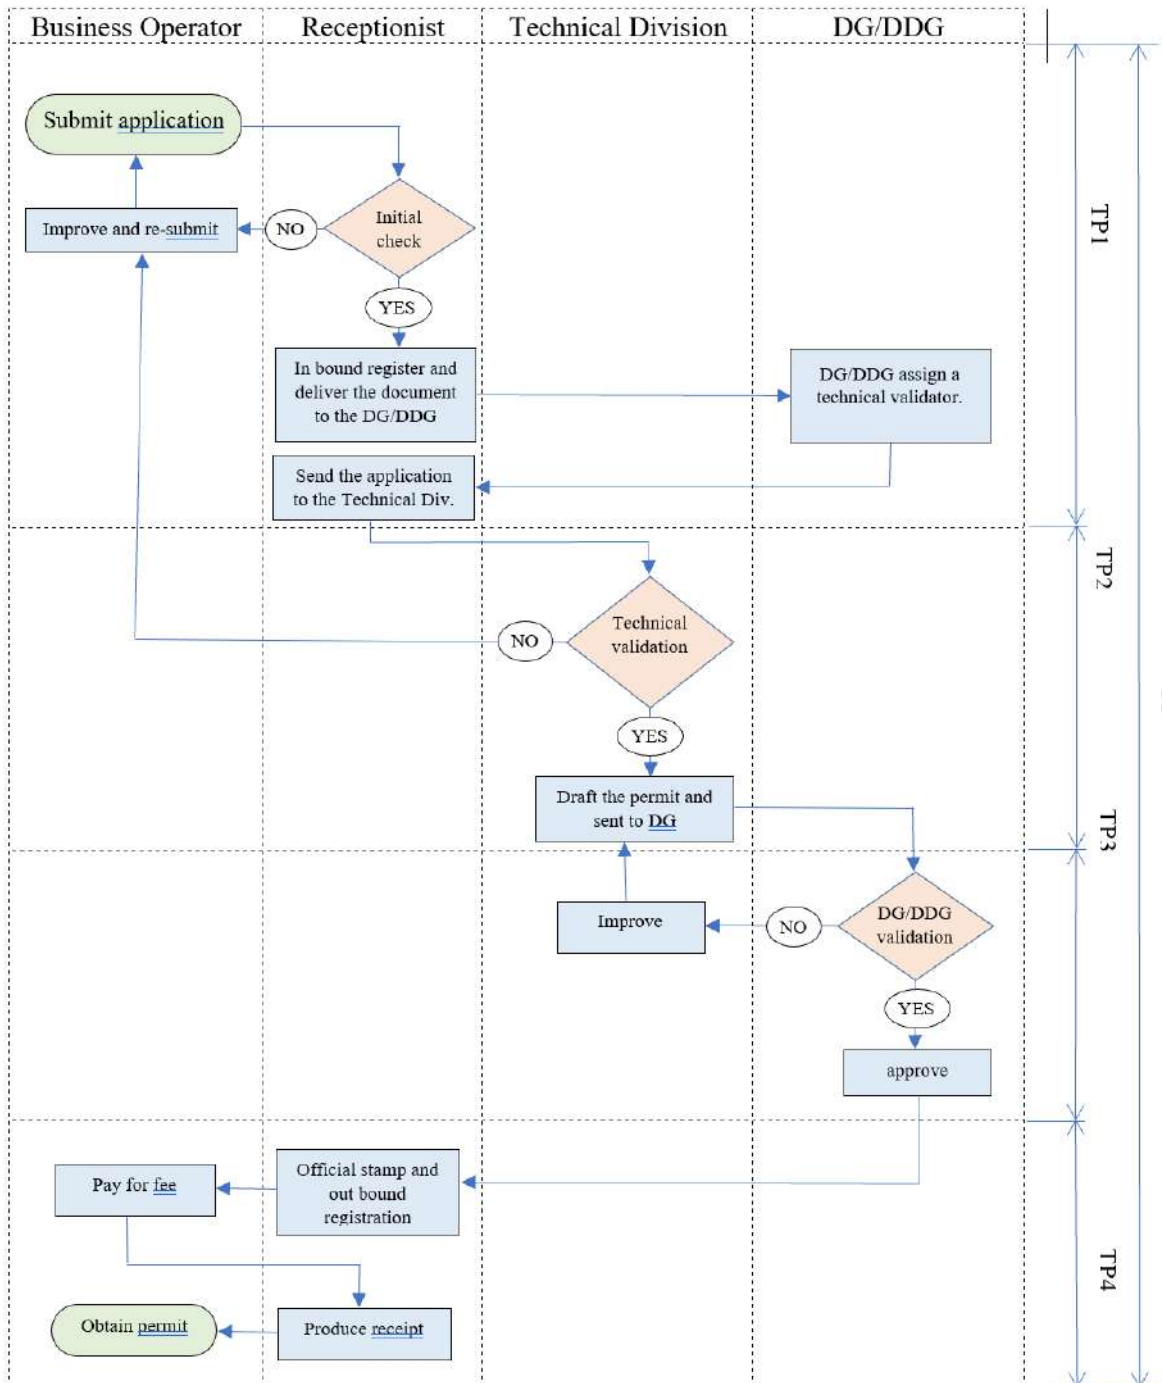 Business Operator
Receptionist
Technical Division
DG/DDG
Submit application
Improve and re-submit
NO
Initial
check
YES
TP1
In bound register and
deliver the document
to the DG/DDG
DG/DDG assign a
technical validator.
Send the application
to the Technical Div.
TP2
Technical
validation
NO
YES
Draft the permit and
sent to DG
TP3
Improve
NO
DG/DDG
validation
YES
approve
Pay for fee
Official stamp and
out bound
registration
TP4
Obtain permit
Produce receipt